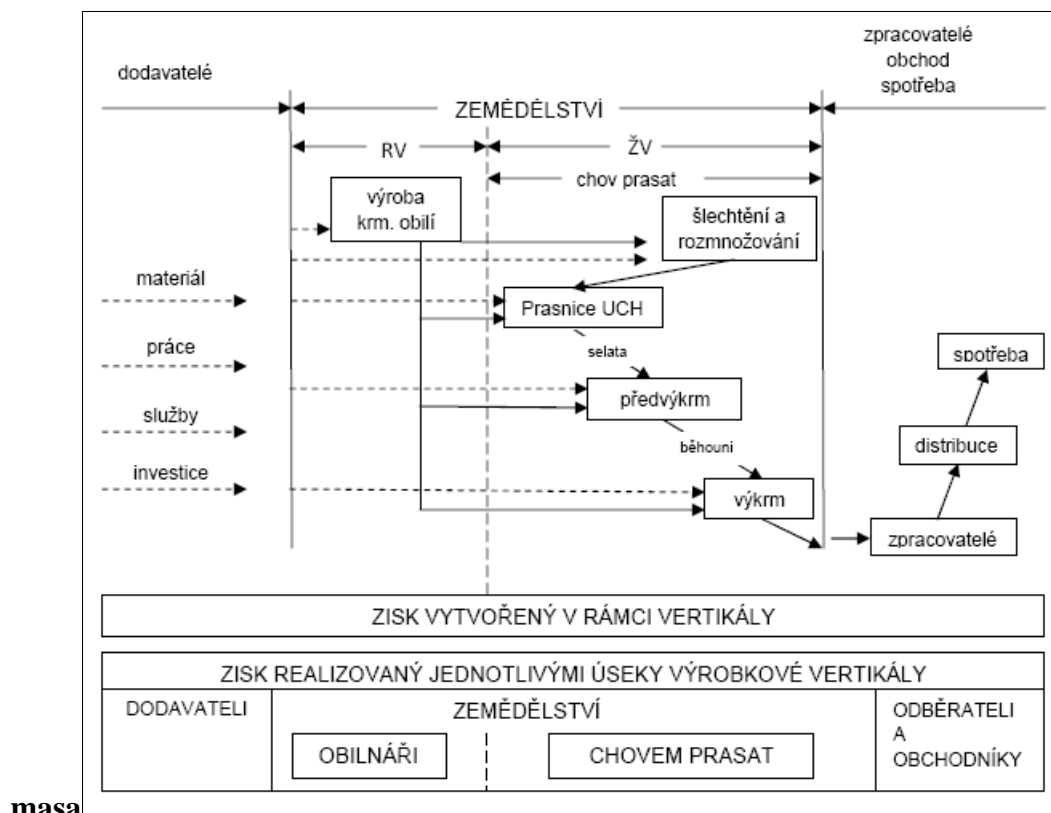 dodavatelé
zpracovatelé
obchod
spotřeba
ZEMĚDĚLSTVÍ
RV
ŽV
chov prasat
výroba
krm. obilí
šlechtění a
rozmnožování
materiál
Prasnice UCH
práce
selata
spotřeba
předvýkrm
služby
běhouni
distribuce
investice
výkrm
zpracovatelé
ZISK VYTVOŘENÝ V RÁMCI VERTIKÁLY
ZISK REALIZOVANÝ JEDNOTLIVÝMI ÚSEKY VÝROBKOVÉ VERTIKÁLY
DODAVATELI
ZEMĚDĚLSTVÍ
ODBĚRATELI
A
OBCHODNÍKY
OBILNÁŘI
CHOVEM PRASAT
masa